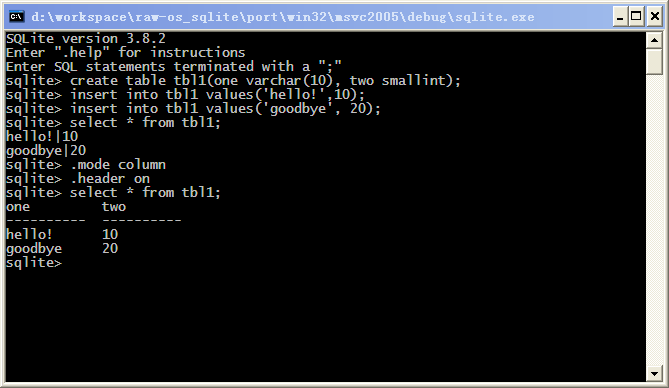 d:\workspace\raw-os_sqlite\port\win32\msvc2005\debug\sqlite.exe
SQLite version 3.8.2
Enter ".help" for instructions
Enter SQL statements terminated with a ";"
sqlite> create table tbl1(one varchar(10), two smallint);
sqlite> insert into tbl1 values('hello!',10);
sqlite> insert into tbl1 values('goodbye', 20);
sqlite> select * from tbl1;
hello!|10
goodbye|20
sqlite> .mode column
sqlite> .header on
sqlite> select * from tbl1;
one         two
----------  ----------
hello!      10
goodbye     20
sqlite>